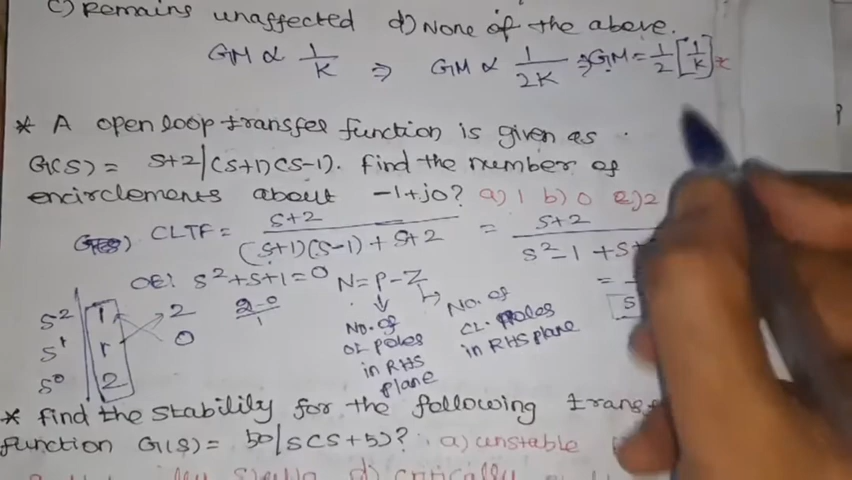 c) Remains unaffected d) None of the above.
GM ∝ 1/K ⇒ GM ∝ 1/2K ⇒ GM = 1/2 [1/K] *
* A open loop transfer function is given as
G(S) = S+2|(S+1)(S-1). find the number of
encirclements about -1+j0? a) 1 b) 0 c) 2
CLTF = S+2/((S+1)(S-1)+S+2) = S+2/(S²-1+S+
CE: S²+S+1=0 N=P-Z =
S² 1 2
S¹ 1 0
S⁰ 2
2-0/1
No. of OL poles in RHS plane
No. of CL. poles in RHS plane
S
* find the stability for the following
function G(S) = 50|S(S+5)? a) unstable
d) critically